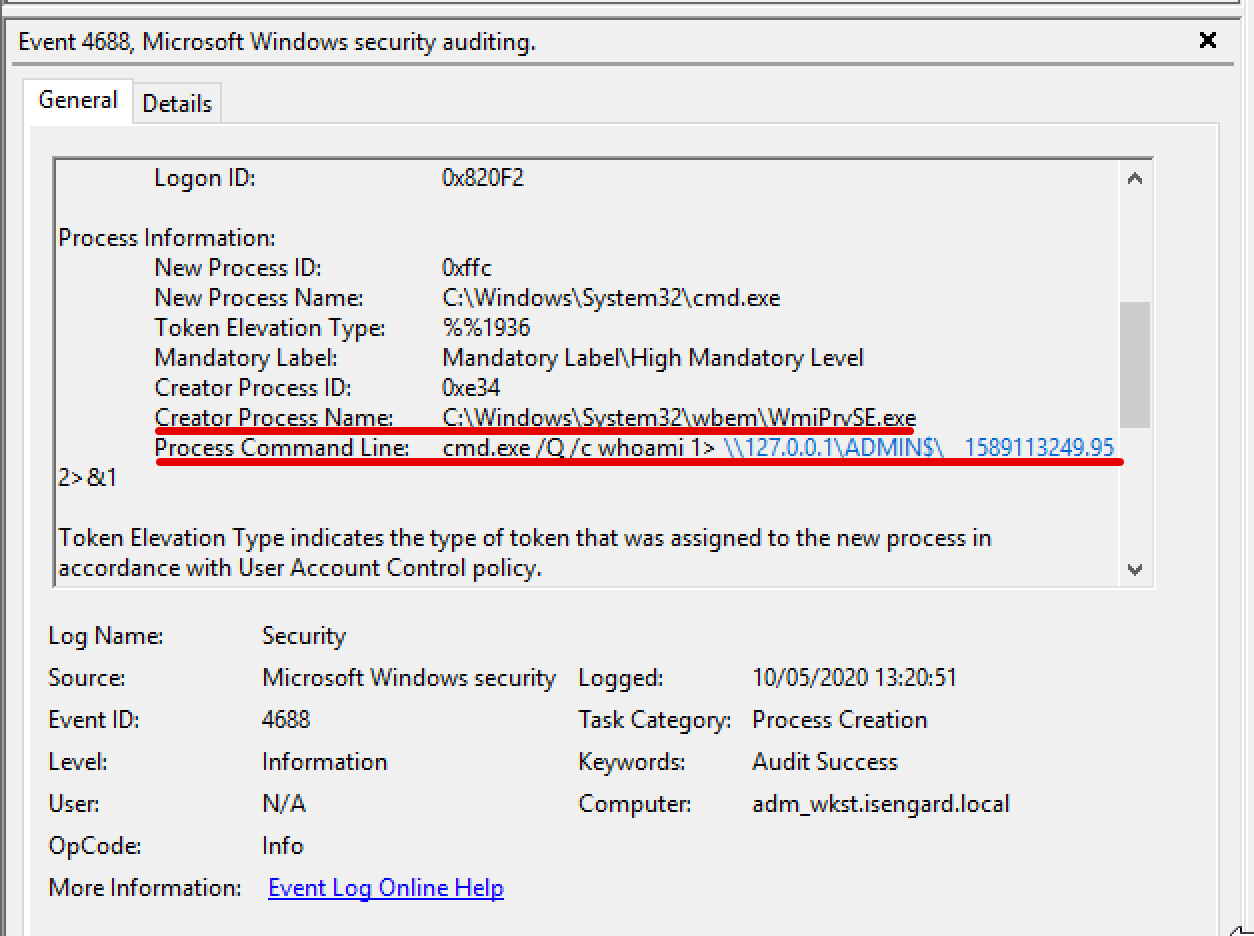 Event 4688, Microsoft Windows security auditing.
General Details
Logon ID: 0x820F2
Process Information:
New Process ID: 0xffc
New Process Name: C:\Windows\System32\cmd.exe
Token Elevation Type: %%1936
Mandatory Label: Mandatory Label\High Mandatory Level
Creator Process ID: 0xe34
Creator Process Name: C:\Windows\System32\wbem\WmiPrvSE.exe
Process Command Line: cmd.exe /Q /c whoami 1> \\127.0.0.1\ADMIN$\__1589113249.95
2>&1
Token Elevation Type indicates the type of token that was assigned to the new process in
accordance with User Account Control policy.
Log Name: Security
Source: Microsoft Windows security Logged: 10/05/2020 13:20:51
Event ID: 4688 Task Category: Process Creation
Level: Information Keywords: Audit Success
User: N/A Computer: adm_wkst.isengard.local
OpCode: Info
More Information: Event Log Online Help